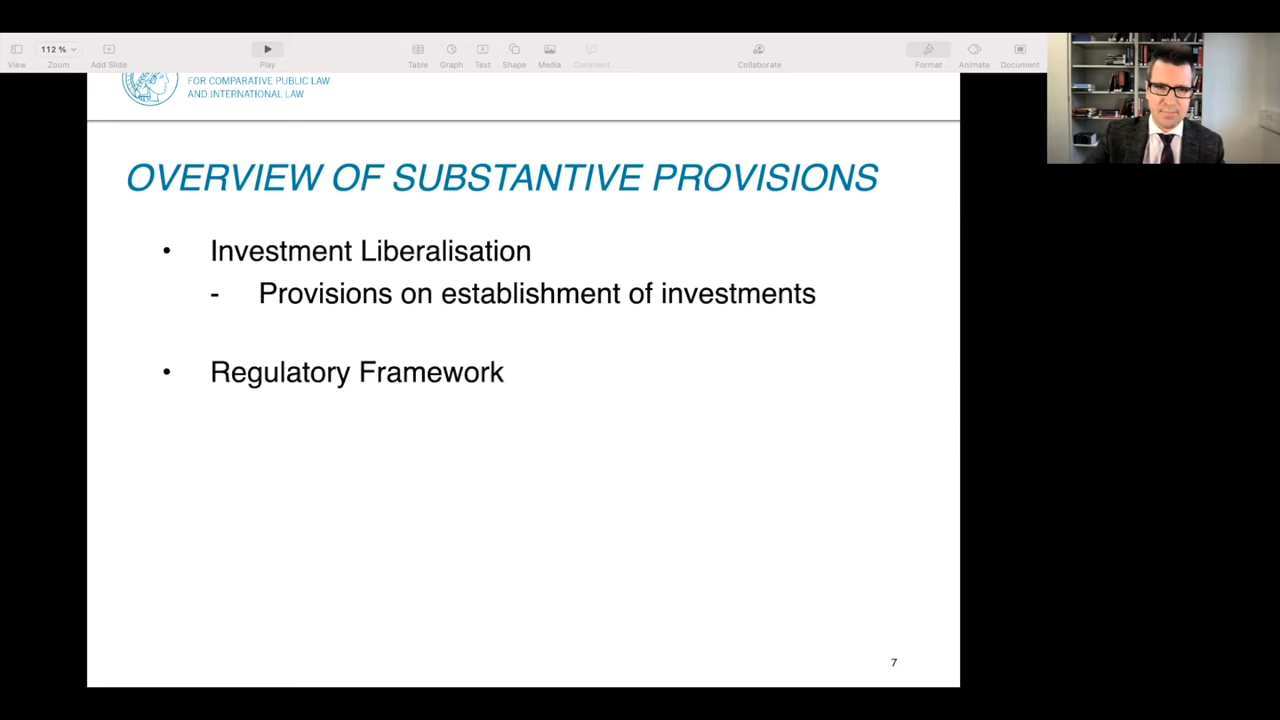 112 %
View
Zoom
Add Slide
Play
Table
Graph
Text
Shape
Media
Comment
Collaborate
Format
Animate
Document
FOR COMPARATIVE PUBLIC LAW
AND INTERNATIONAL LAW
OVERVIEW OF SUBSTANTIVE PROVISIONS
• Investment Liberalisation
- Provisions on establishment of investments
• Regulatory Framework
7